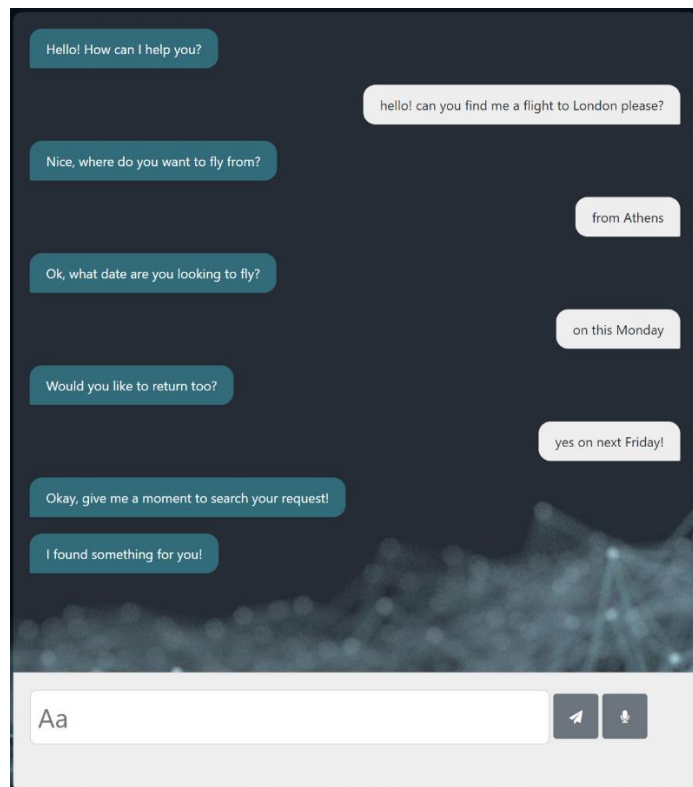 Hello! How can I help you?
hello! can you find me a flight to London please?
Nice, where do you want to fly from?
from Athens
Ok, what date are you looking to fly?
on this Monday
Would you like to return too?
yes on next Friday!
Okay, give me a moment to search your request!
I found something for you!
Aa